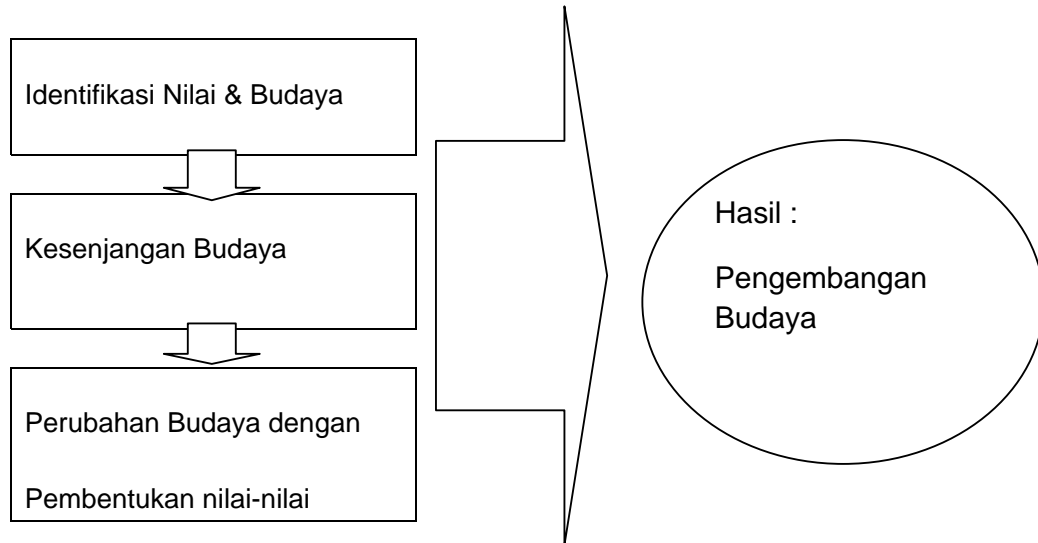 Identifikasi Nilai & Budaya
Kesenjangan Budaya
Perubahan Budaya dengan
Pembentukan nilai-nilai
Hasil :
Pengembangan
Budaya